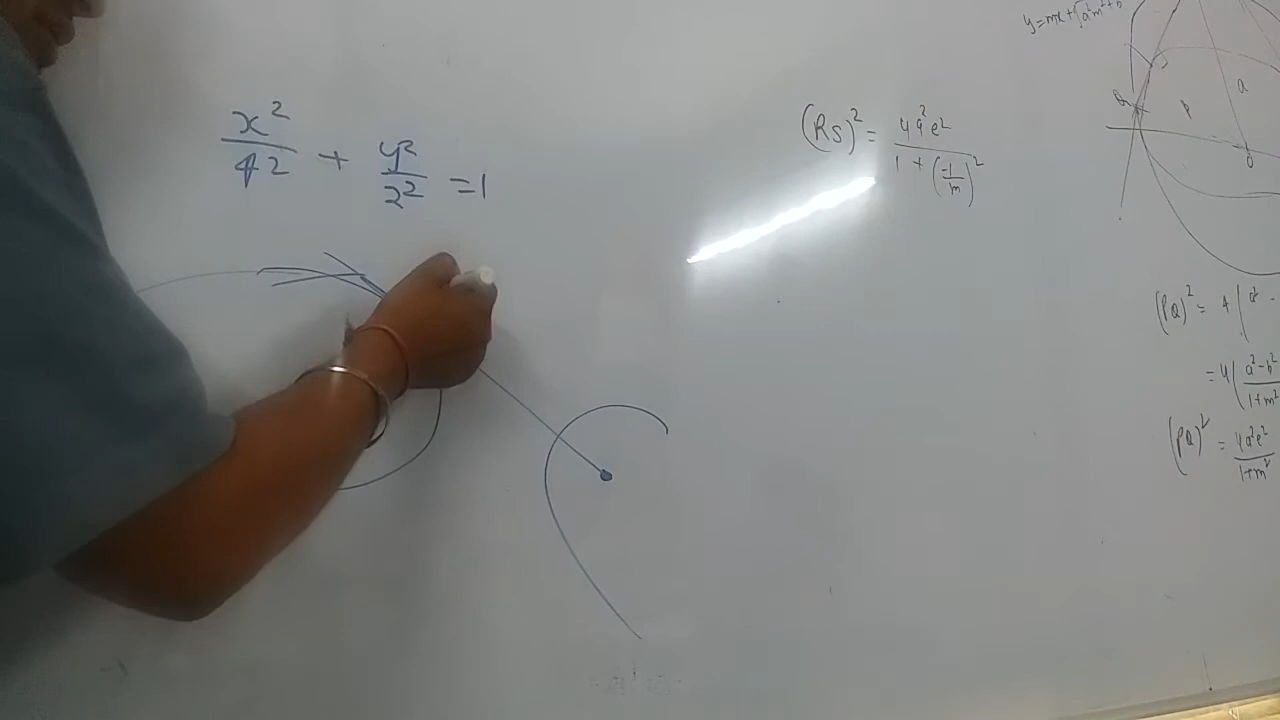 x²/4² + y²/2² = 1
(RS)² = 4a²e² / 1 + (-1/m)²
y = mx + √a²m² + b
a
(PQ)² = 4
= 4 (a² - b² / 1 + m²
(PQ)² = 4a²e² / 1 + m²